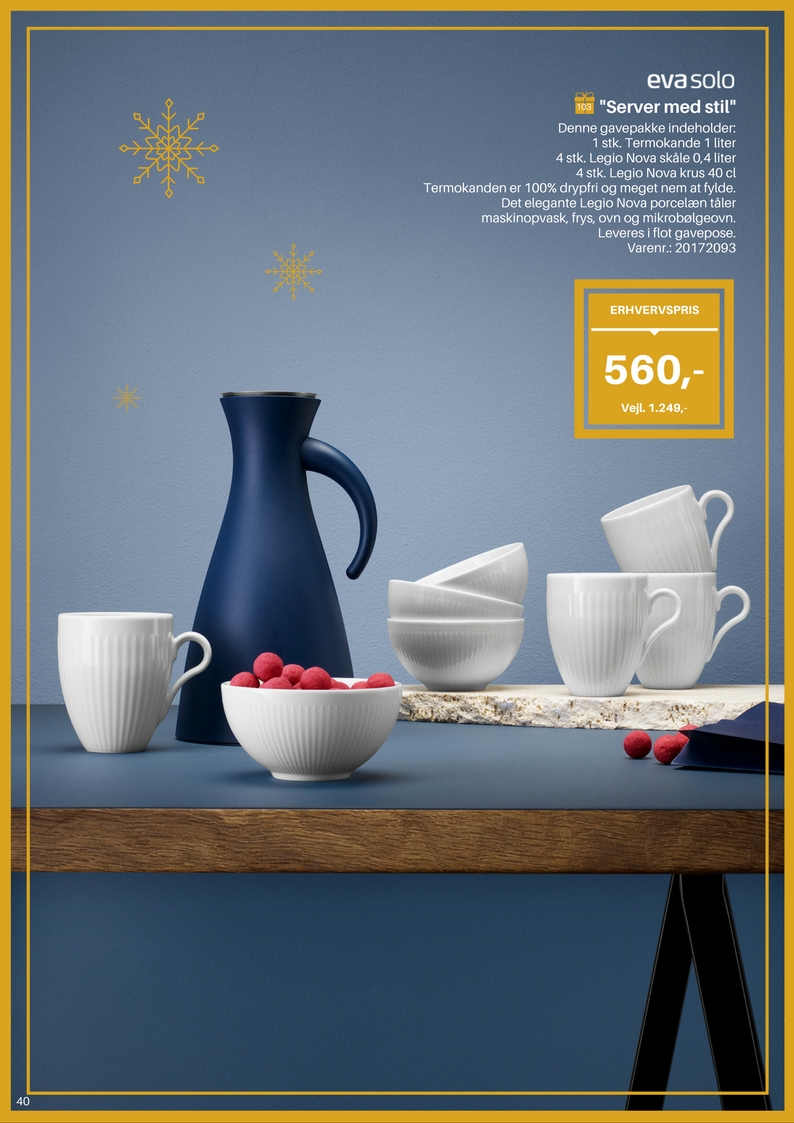 eva solo
103 "Server med stil"
Denne gavepakke indeholder:
1 stk. Termokande 1 liter
4 stk. Legio Nova skåle 0,4 liter
4 stk. Legio Nova krus 40 cl
Termokanden er 100% drypfri og meget nem at fylde.
Det elegante Legio Nova porcelæn tåler
maskinopvask, frys, ovn og mikrobølgeovn.
Leveres i flot gavepose.
Varenr.: 20172093
ERHVERVSPRIS
560,-
Vejl. 1.249,-
40